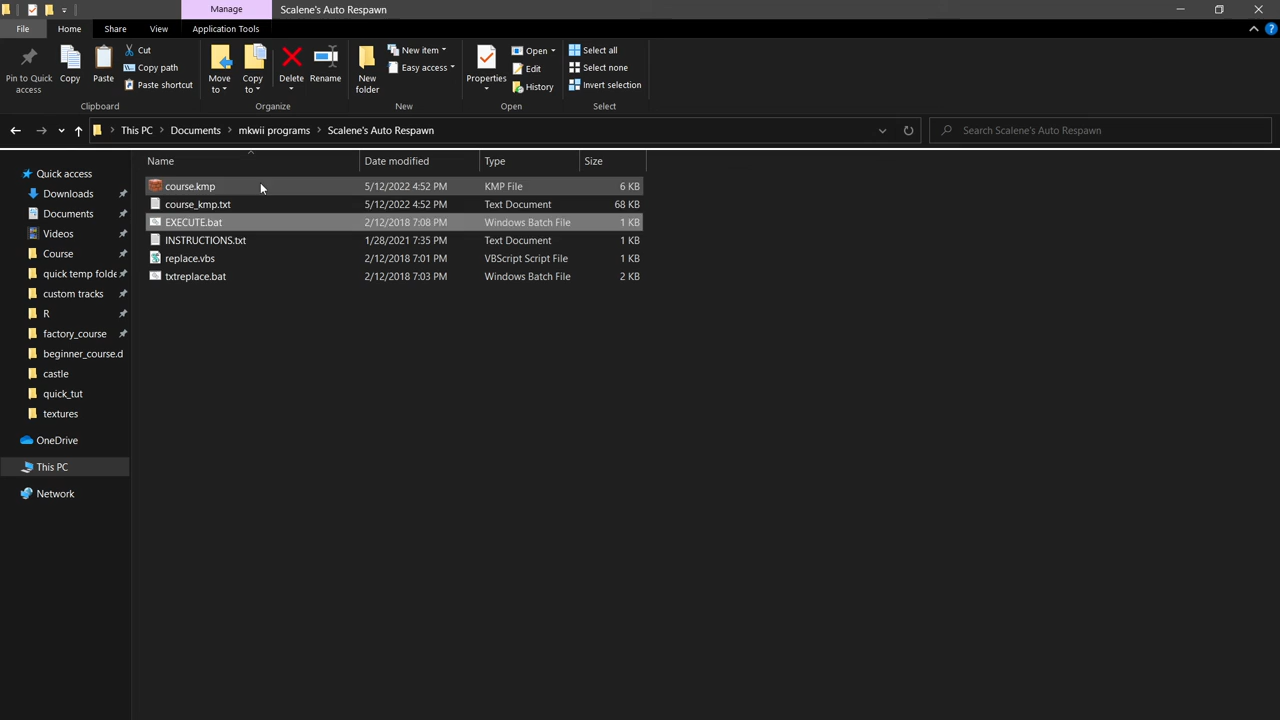 Manage
Scalene's Auto Respawn
File
Home
Share
View
Application Tools
Pin to Quick access
Copy
Paste
Cut
Copy path
Paste shortcut
Move to
Copy to
Delete
Rename
New folder
New item
Easy access
Properties
Open
Edit
History
Select all
Select none
Invert selection
Clipboard
Organize
New
Open
Select
This PC
Documents
mkwii programs
Scalene's Auto Respawn
Search Scalene's Auto Respawn
Name
Date modified
Type
Size
course.kmp 5/12/2022 4:52 PM KMP File 6 KB
course_kmp.txt 5/12/2022 4:52 PM Text Document 68 KB
EXECUTE.bat 2/12/2018 7:08 PM Windows Batch File 1 KB
INSTRUCTIONS.txt 1/28/2021 7:35 PM Text Document 1 KB
replace.vbs 2/12/2018 7:01 PM VBScript Script File 1 KB
txtreplace.bat 2/12/2018 7:03 PM Windows Batch File 2 KB
Quick access
Downloads
Documents
Videos
Course
quick temp folde
custom tracks
R
factory_course
beginner_course.d
castle
quick_tut
textures
OneDrive
This PC
Network